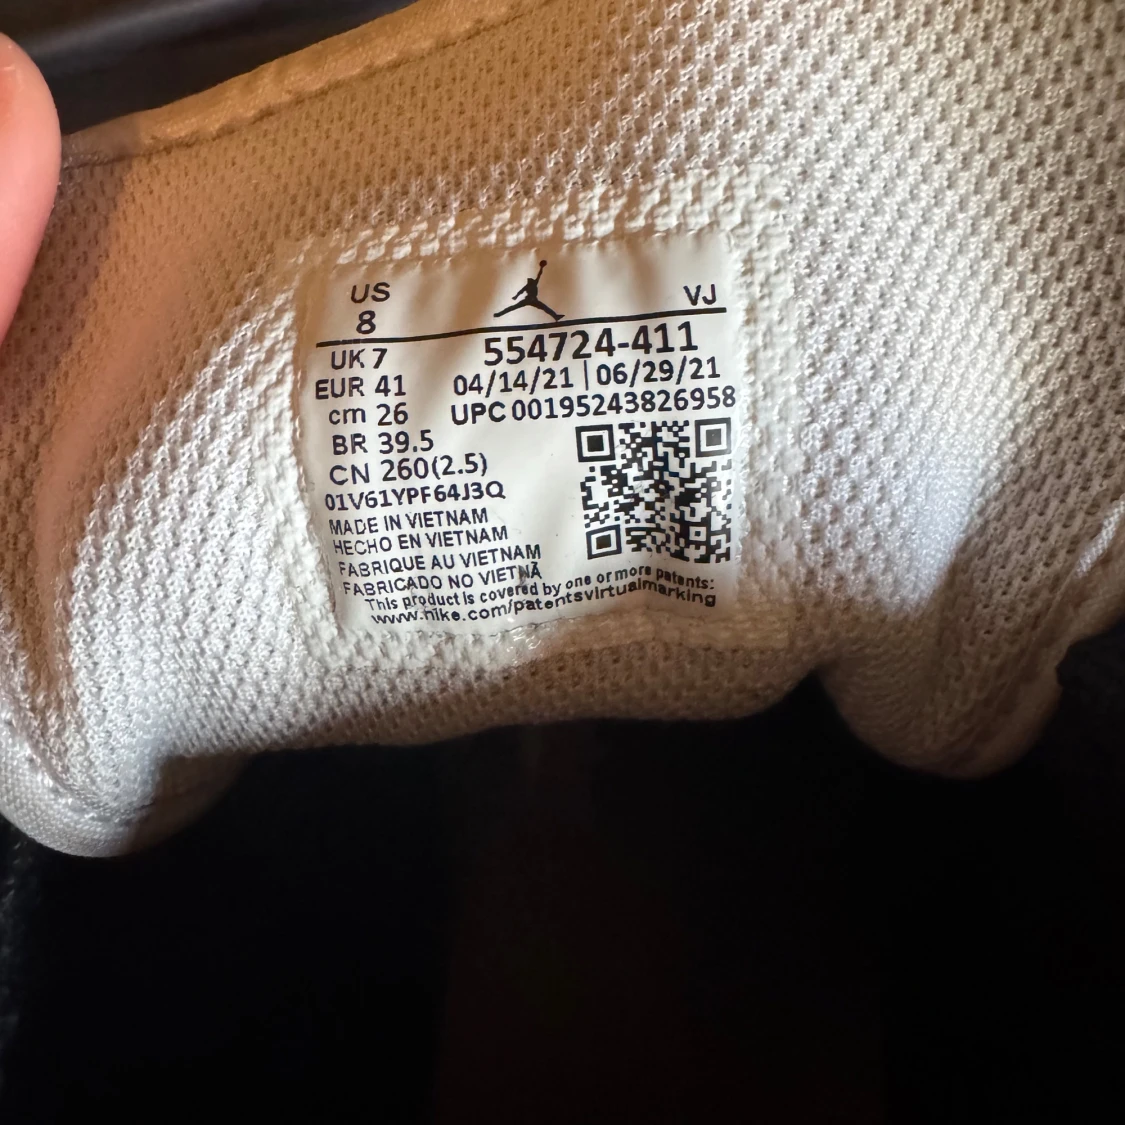 US VJ
8
UK 7 554724-411
EUR 41 04/14/21 | 06/29/21
cm 26 UPC 00195243826958
BR 39.5
CN 260(2.5)
01V61YPF64J3Q
MADE IN VIETNAM
HECHO EN VIETNAM
FABRIQUE AU VIETNAM
FABRICADO NO VIETNÃ
This product is covered by one or more patents:
www.nike.com/patentsvirtualmarking